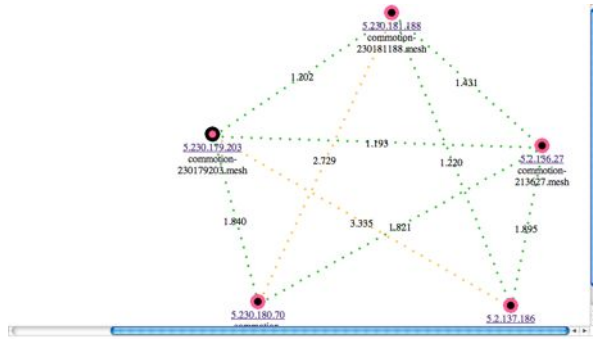 5.230.181.188
commotion-
230181188.mesh
1.202
1.431
5.230.179.203
commotion-
230179203.mesh
1.193
5.2.156.27
commotion-
213627.mesh
2.729
1.220
1.840
3.335
1.821
1.895
5.230.180.70
commotion-
5.2.137.186